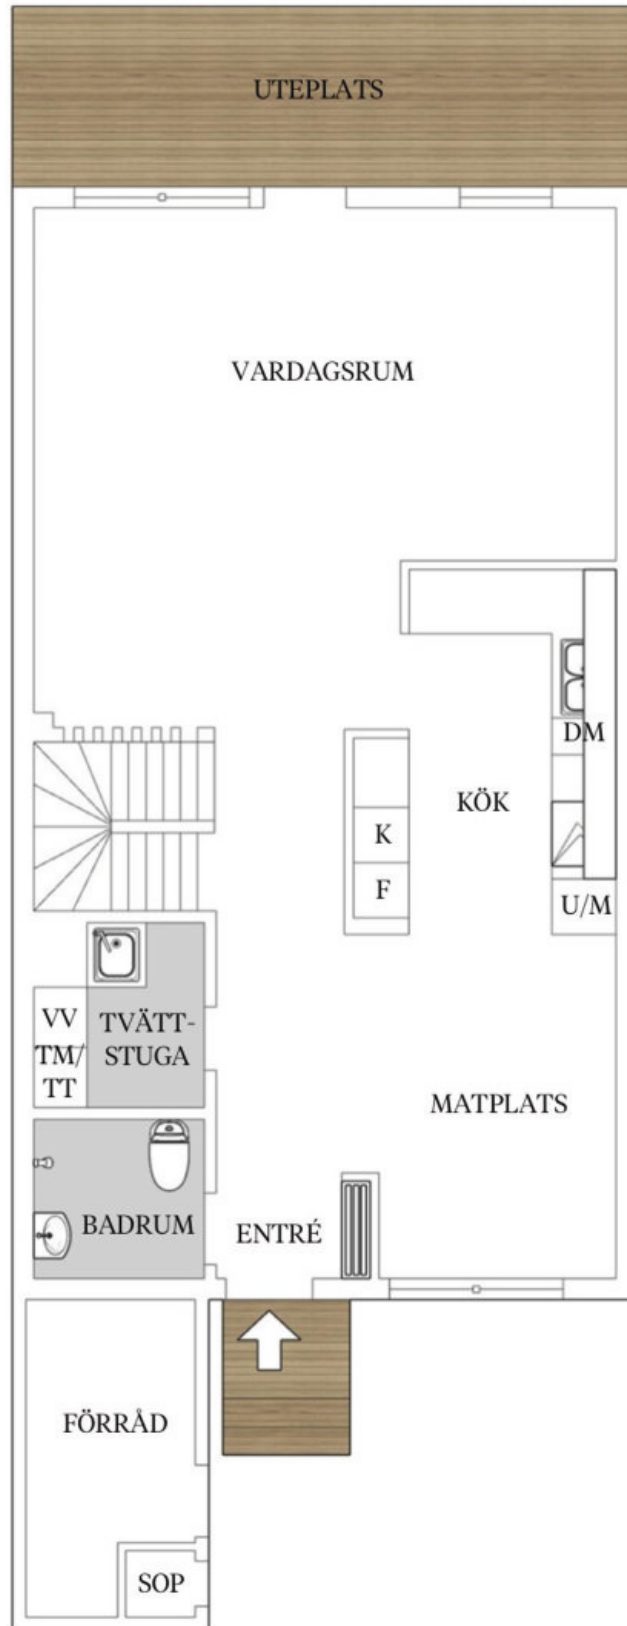 UTEPLATS
VARDAGSRUM
DM
KÖK
K
F
U/M
VV
TM/
TT
TVÄTT-
STUGA
MATPLATS
BADRUM
ENTRÉ
FÖRRÅD
SOP